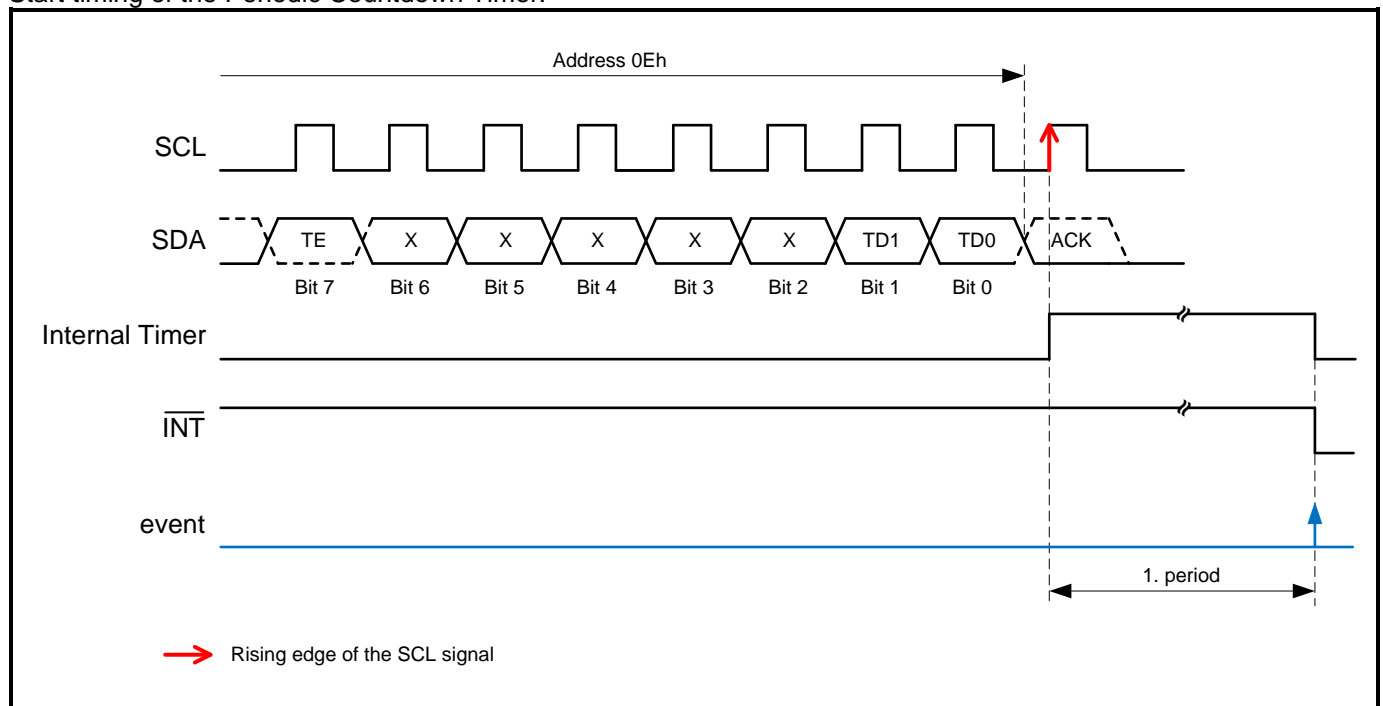 Start timing of the Periodic Countdown Timer:
Address 0Eh
SCL
SDA TE X X X X X TD1 TD0 ACK
Bit 7 Bit 6 Bit 5 Bit 4 Bit 3 Bit 2 Bit 1 Bit 0
Internal Timer
INT
event
1. period
Rising edge of the SCL signal